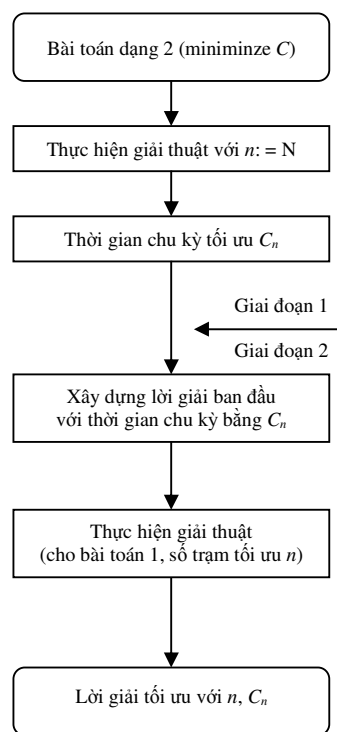 Bài toán dạng 2 (miniminze C)
Thực hiện giải thuật với n: = N
Thời gian chu kỳ tối ưu Cn
Giai đoạn 1
Giai đoạn 2
Xây dựng lời giải ban đầu
với thời gian chu kỳ bằng Cn
Thực hiện giải thuật
(cho bài toán 1, số trạm tối ưu n)
Lời giải tối ưu với n, Cn